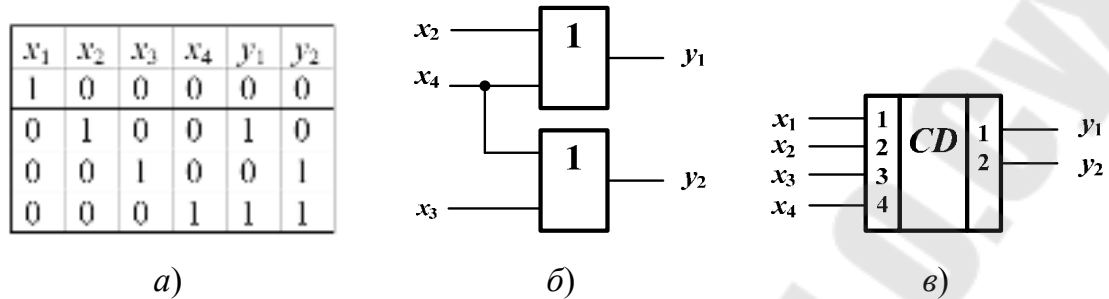 x₁ x₂ x₃ x₄ y₁ y₂
1 0 0 0 0 0
0 1 0 0 1 0
0 0 1 0 0 1
0 0 0 1 1 1
а)
x₂
x₄
1
y₁
1
x₃
y₂
б)
x₁
x₂
x₃
x₄
1
2
3
4
CD
1
2
y₁
y₂
в)